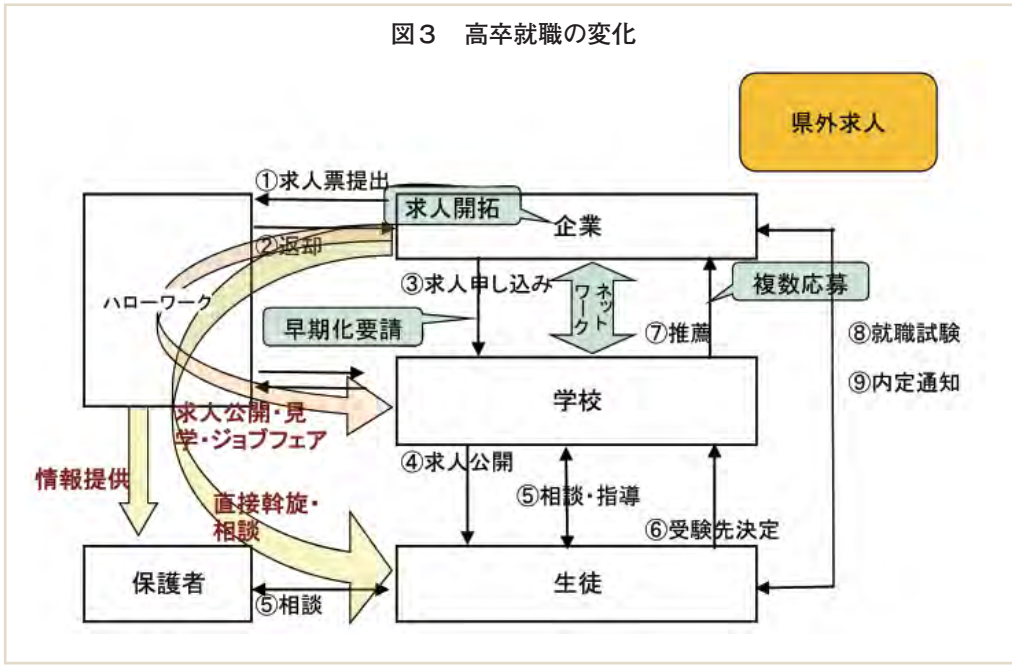 図3　高卒就職の変化
県外求人
①求人票提出
求人開拓
企業
②返却
ハローワーク
③求人申し込み
ネット
ワーク
複数応募
早期化要請
⑦推薦
⑧就職試験
⑨内定通知
学校
求人公開・見
学・ジョブフェア
④求人公開
情報提供
⑤相談・指導
直接斡旋・
相談
⑥受験先決定
保護者
⑤相談
生徒